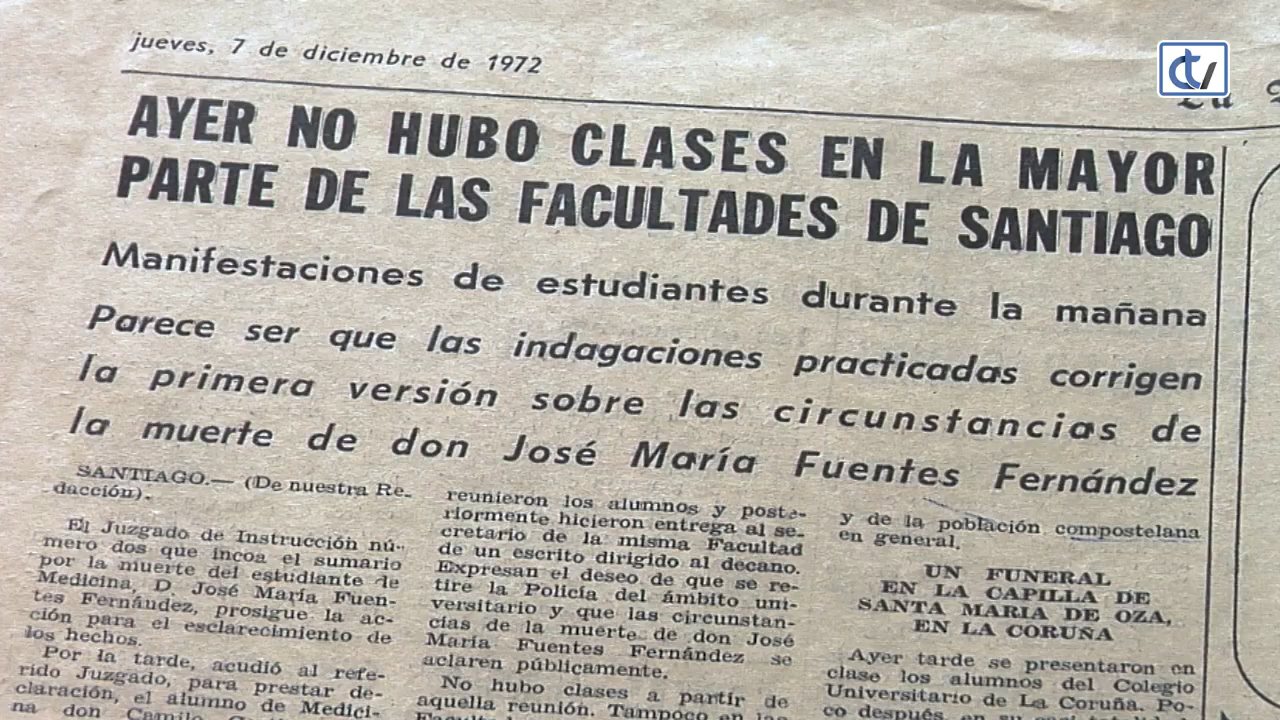 jueves, 7 de diciembre de 1972
CTV
AYER NO HUBO CLASES EN LA MAYOR
PARTE DE LAS FACULTADES DE SANTIAGO
Manifestaciones de estudiantes durante la mañana
Parece ser que las indagaciones practicadas corrigen
la primera versión sobre las circunstancias de
la muerte de don José María Fuentes Fernández
SANTIAGO.— (De nuestra Re-
dacción).
El Juzgado de Instrucción nú-
mero dos que incoa el sumario
por la muerte del estudiante de
Medicina, D. José María Fuen-
tes Fernández, prosigue la ac-
ción para el esclarecimiento de
los hechos.
Por la tarde, acudió al refe-
rido Juzgado, para prestar de-
claración, el alumno de Medici-
na don Camilo
reunieron los alumnos y poste-
riormente hicieron entrega al se-
cretario de la misma Facultad
de un escrito dirigido al decano.
Expresan el deseo de que se re-
tire la Policía del ámbito uni-
versitario y que las circunstan-
cias de la muerte de don José
María Fuentes Fernández se
aclaren públicamente.
No hubo clases a partir de
aquella reunión. Tampoco en las
y de la población compostelana
en general.
UN FUNERAL
EN LA CAPILLA DE
SANTA MARIA DE OZA,
EN LA CORUÑA
Ayer tarde se presentaron en
clase los alumnos del Colegio
Universitario de La Coruña. Po-
co después, en su